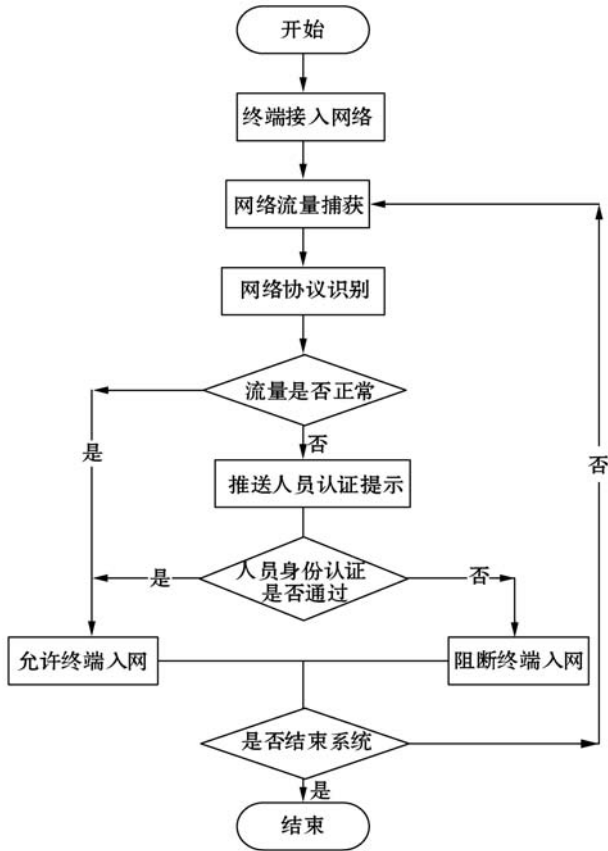 开始
终端接入网络
网络流量捕获
网络协议识别
流量是否正常
是
否
否
推送人员认证提示
人员身份认证
是否通过
是
否
允许终端入网
阻断终端入网
是否结束系统
是
结束